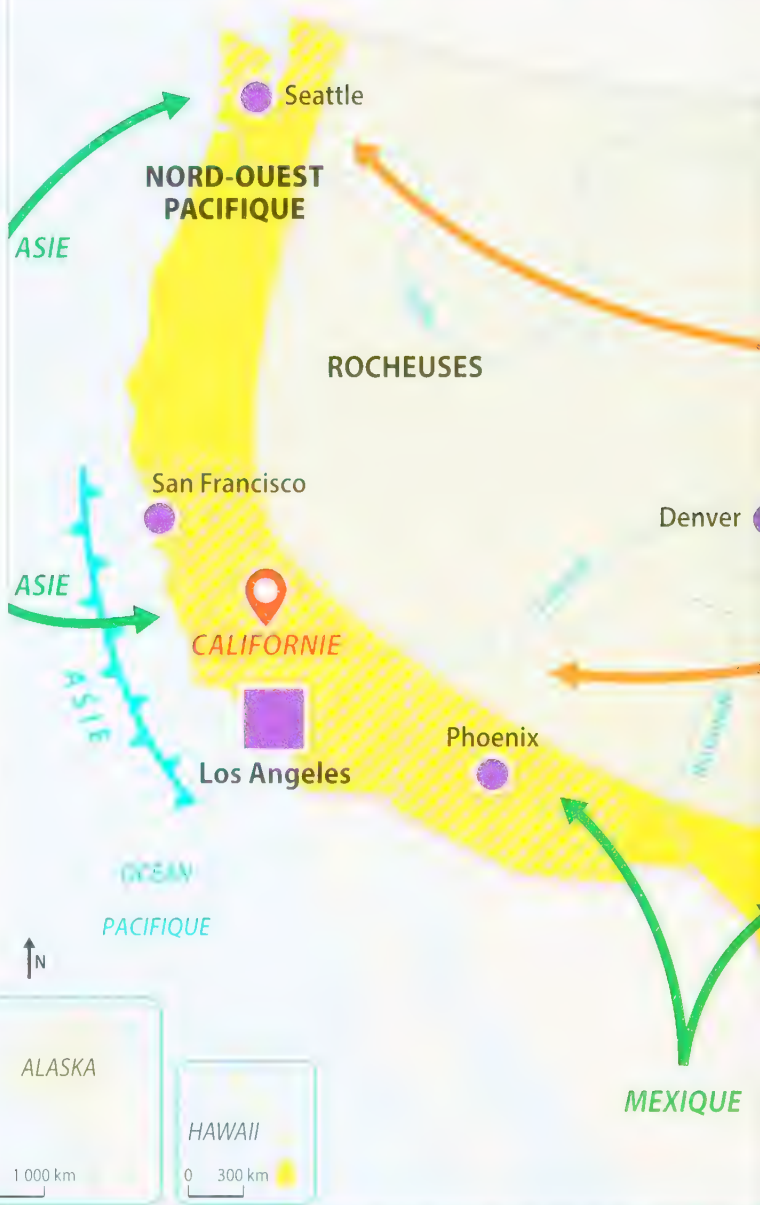 Seattle
NORD-OUEST
PACIFIQUE
ASIE
ROCHEUSES
San Francisco
Denver
ASIE
CALIFORNIE
ASIE
Phoenix
Los Angeles
OCÉAN
PACIFIQUE
N
ALASKA
MEXIQUE
HAWAII
1 000 km
0 300 km